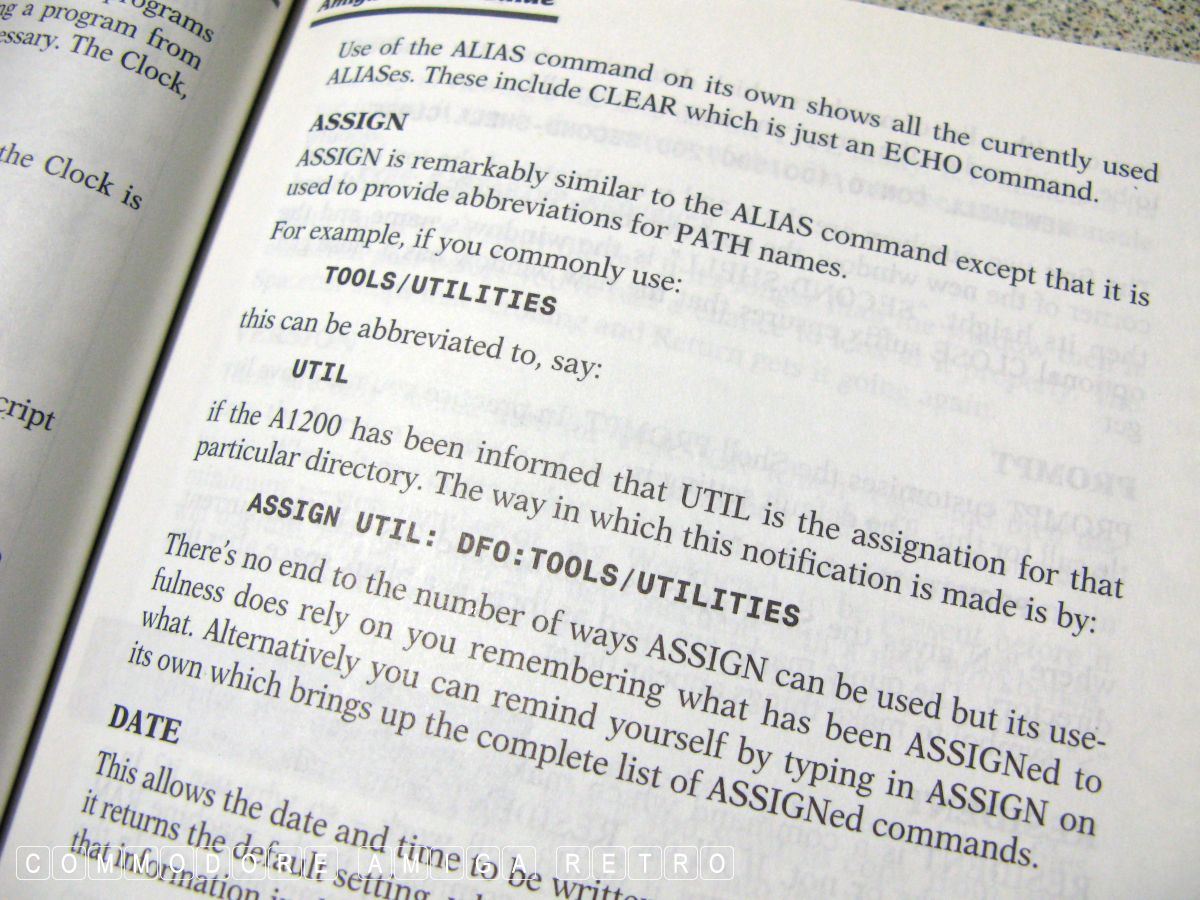 rograms
ng a program from
essary. The Clock,
the Clock is
cript
Use of the ALIAS command on its own shows all the currently used
ALIASes. These include CLEAR which is just an ECHO command.
ASSIGN
ASSIGN is remarkably similar to the ALIAS command except that it is
used to provide abbreviations for PATH names.
For example, if you commonly use:
TOOLS/UTILITIES
this can be abbreviated to, say:
UTIL
if the A1200 has been informed that UTIL is the assignation for that
particular directory. The way in which this notification is made is by:
ASSIGN UTIL: DFO:TOOLS/UTILITIES
There's no end to the number of ways ASSIGN can be used but its use-
fulness does rely on you remembering what has been ASSIGNed to
what. Alternatively you can remind yourself by typing in ASSIGN on
its own which brings up the complete list of ASSIGNed commands.
DATE
This allows the date and time to be written
it returns the default setting,
that information is
COMMODORE AMIGA RETRO